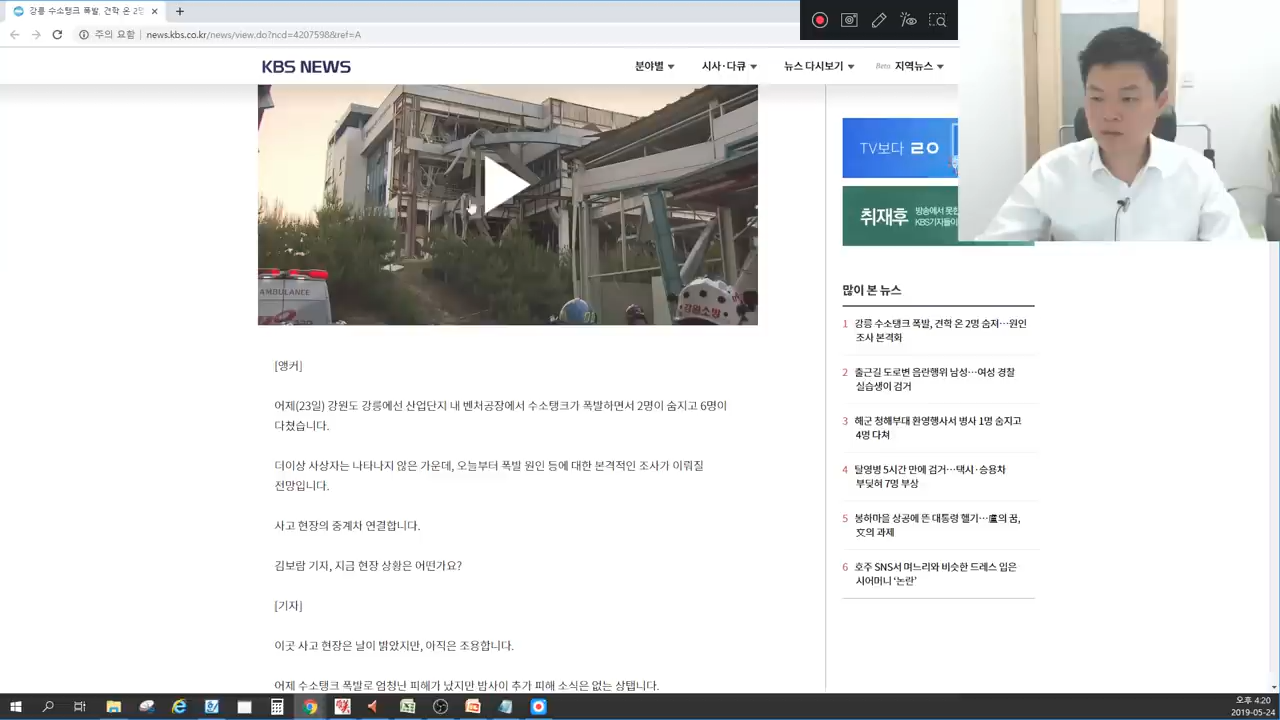 강릉 수소탱크 폭발, 견학 온 2명
주의 요함
news.kbs.co.kr/news/view.do?ncd=4207598&ref=A
KBS NEWS
분야별
시사·다큐
뉴스 다시보기
Beta 지역뉴스
AMBULANCE
강원소방
TV보다
취재후
방송에서 못한
KBS기자들이
많이 본 뉴스
1 강릉 수소탱크 폭발, 견학 온 2명 숨져…원인
조사 본격화
2 출근길 도로변 음란행위 남성…여성 경찰
실습생이 검거
3 해군 청해부대 환영행사서 병사 1명 숨지고
4명 다쳐
4 탈영병 5시간 만에 검거…택시·승용차
부딪혀 7명 부상
5 봉하마을 상공에 뜬 대통령 헬기…盧의 꿈,
文의 과제
6 호주 SNS서 며느리와 비슷한 드레스 입은
시어머니 ‘논란’
[앵커]
어제(23일) 강원도 강릉에선 산업단지 내 벤처공장에서 수소탱크가 폭발하면서 2명이 숨지고 6명이
다쳤습니다.
더이상 사상자는 나타나지 않은 가운데, 오늘부터 폭발 원인 등에 대한 본격적인 조사가 이뤄질
전망입니다.
사고 현장의 중계차 연결합니다.
김보람 기자, 지금 현장 상황은 어떤가요?
[기자]
이곳 사고 현장은 날이 밝았지만, 아직은 조용합니다.
어제 수소탱크 폭발로 엄청난 피해가 났지만 밤사이 추가 피해 소식은 없는 상탭니다.
오후 4:20
2019-05-24